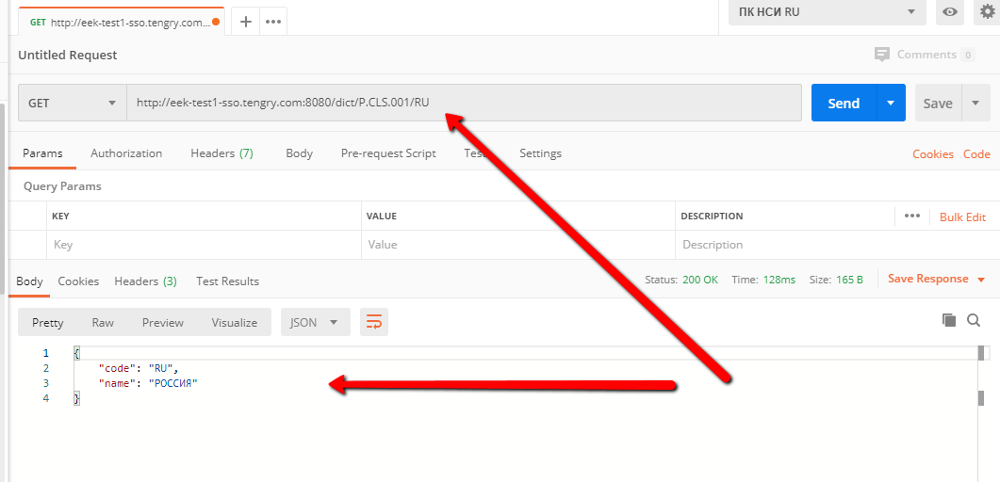 GET http://eek-test1-sso.tengry.com... + ••• ПК НСИ RU
Untitled Request Comments 0
GET http://eek-test1-sso.tengry.com:8080/dict/P.CLS.001/RU Send Save
Params Authorization Headers (7) Body Pre-request Script Tests Settings Cookies Code
Query Params
KEY VALUE DESCRIPTION ••• Bulk Edit
Key Value Description
Body Cookies Headers (3) Test Results Status: 200 OK Time: 128ms Size: 165 B Save Response
Pretty Raw Preview Visualize JSON
1 {
2 "code": "RU",
3 "name": "РОССИЯ"
4 }